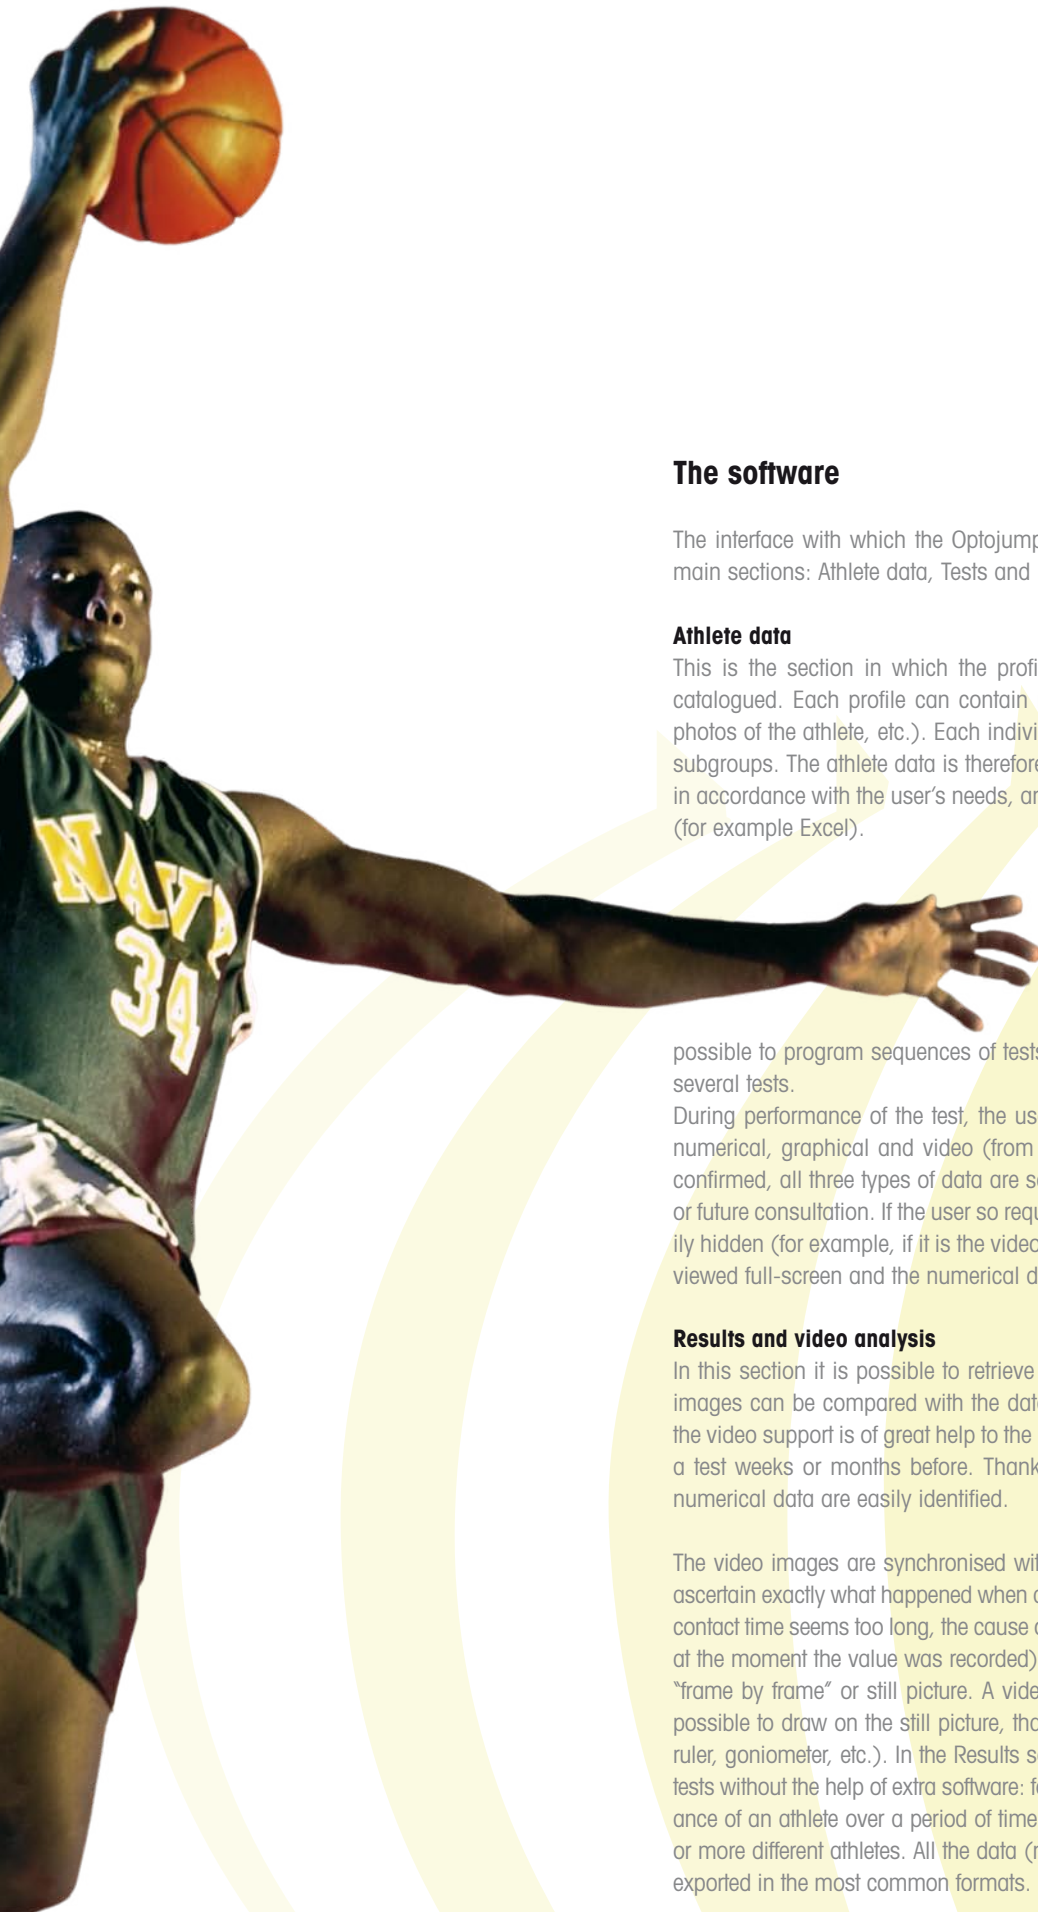 NAVY
34
The software
The interface with which the Optojump
main sections: Athlete data, Tests and
Athlete data
This is the section in which the profi
catalogued. Each profile can contain
photos of the athlete, etc.). Each indivi
subgroups. The athlete data is therefore
in accordance with the user's needs, an
(for example Excel).
possible to program sequences of tests
several tests.
During performance of the test, the us
numerical, graphical and video (from
confirmed, all three types of data are s
or future consultation. If the user so requ
ily hidden (for example, if it is the video
viewed full-screen and the numerical d
Results and video analysis
In this section it is possible to retrieve
images can be compared with the dat
the video support is of great help to the
a test weeks or months before. Thank
numerical data are easily identified.
The video images are synchronised wit
ascertain exactly what happened when
contact time seems too long, the cause
at the moment the value was recorded)
“frame by frame” or still picture. A vide
possible to draw on the still picture, tha
ruler, goniometer, etc.). In the Results s
tests without the help of extra software: f
ance of an athlete over a period of time
or more different athletes. All the data (
exported in the most common formats.